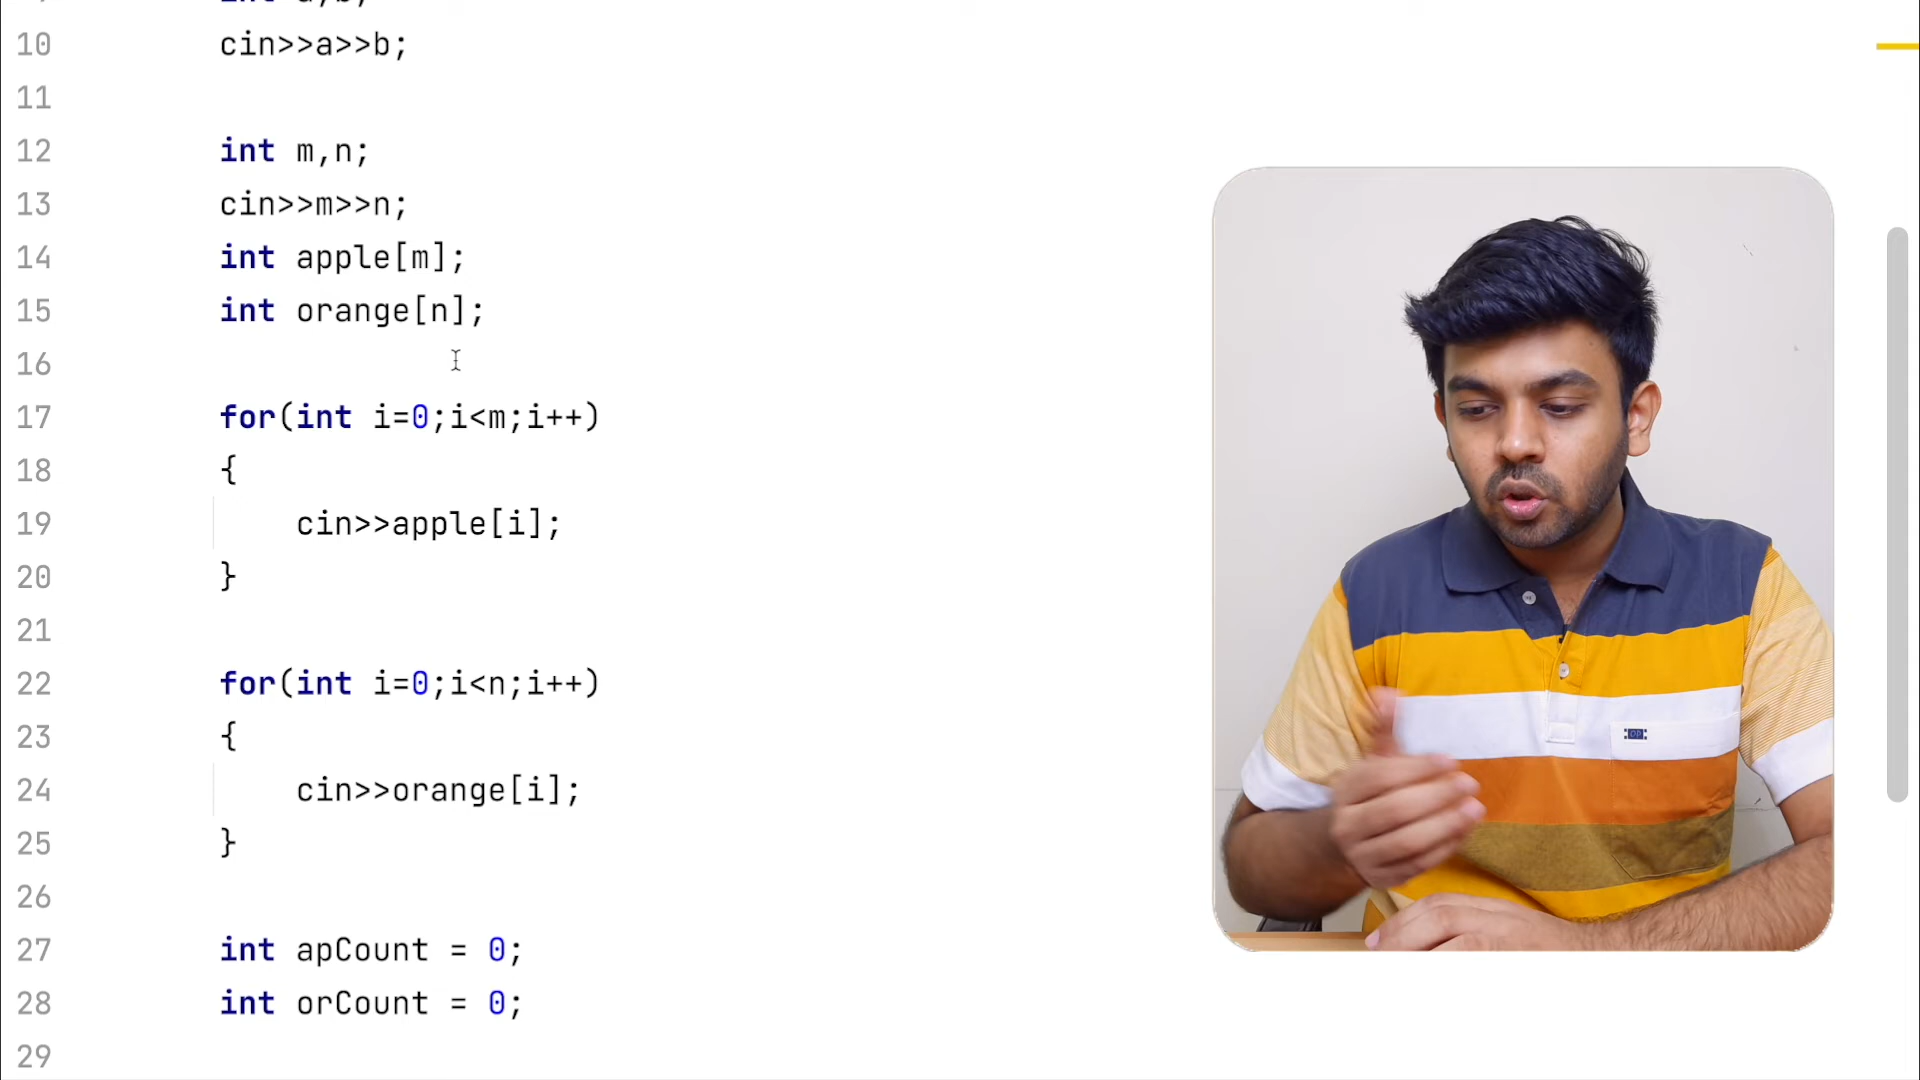 int a,b;
10 cin>>a>>b;
11
12 int m,n;
13 cin>>m>>n;
14 int apple[m];
15 int orange[n];
16
17 for(int i=0;i<m;i++)
18 {
19 cin>>apple[i];
20 }
21
22 for(int i=0;i<n;i++)
23 {
24 cin>>orange[i];
25 }
26
27 int apCount = 0;
28 int orCount = 0;
29